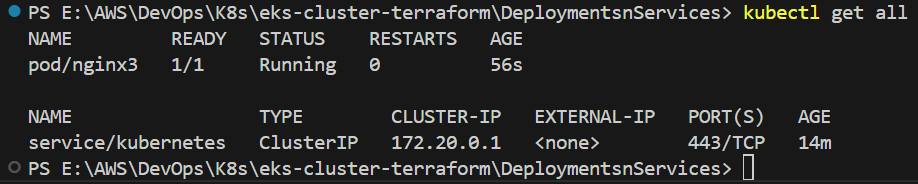 PS E:\AWS\DevOps\K8s\eks-cluster-terraform\DeploymentsnServices> kubectl get all
NAME READY STATUS RESTARTS AGE
pod/nginx3 1/1 Running 0 56s
NAME TYPE CLUSTER-IP EXTERNAL-IP PORT(S) AGE
service/kubernetes ClusterIP 172.20.0.1 <none> 443/TCP 14m
PS E:\AWS\DevOps\K8s\eks-cluster-terraform\DeploymentsnServices>